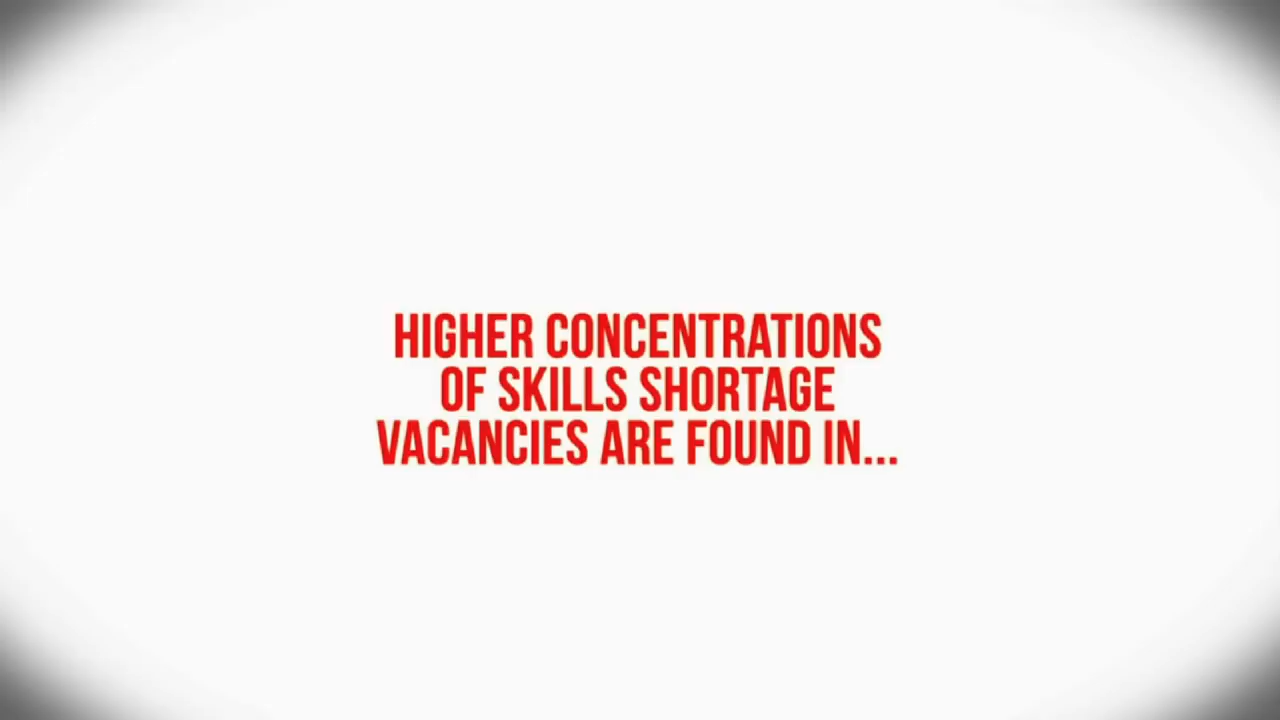 HIGHER CONCENTRATIONS
OF SKILLS SHORTAGE
VACANCIES ARE FOUND IN...